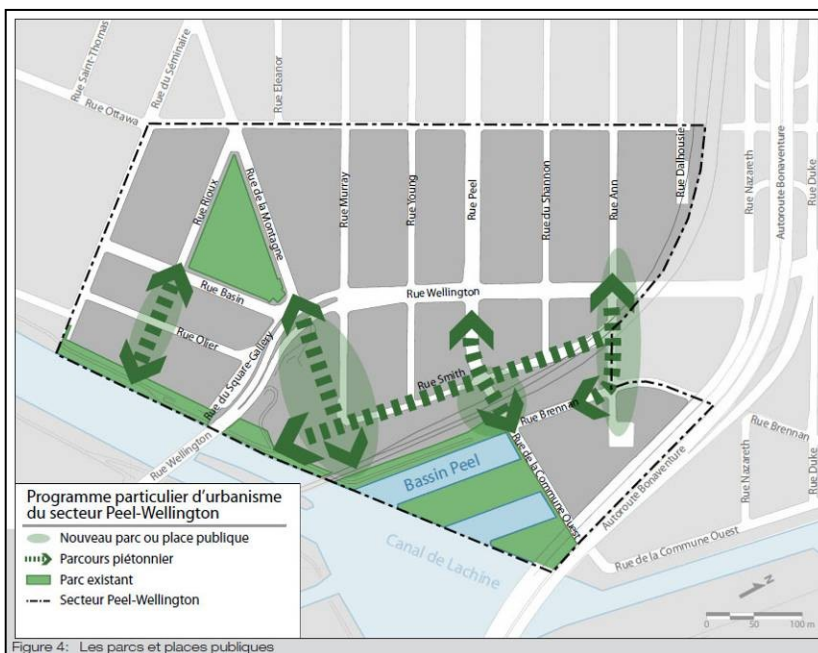 Rue Saint-Thomas
Rue du Séminaire
Rue Ottawa
Rue Eleanor
Rue Rioux
Rue de la Montagne
Rue Murray
Rue Young
Rue Peel
Rue du Shannon
Rue Ann
Rue Dalhousie
Rue Nazareth
Autoroute Bonaventure
Rue Duke
Rue Basin
Rue Wellington
Rue Olier
Rue du Square-Gallery
Rue Smith
Rue Brennan
Rue Wellington
Bassin Peel
Rue de la Commune Ouest
Autoroute Bonaventure
Rue Nazareth
Rue Brennan
Rue Duke
Canal de Lachine
Rue de la Commune Ouest
Programme particulier d'urbanisme
du secteur Peel-Wellington
Nouveau parc ou place publique
Parcours piétonnier
Parc existant
Secteur Peel-Wellington
N
0 50 100 m
Figure 4: Les parcs et places publiques